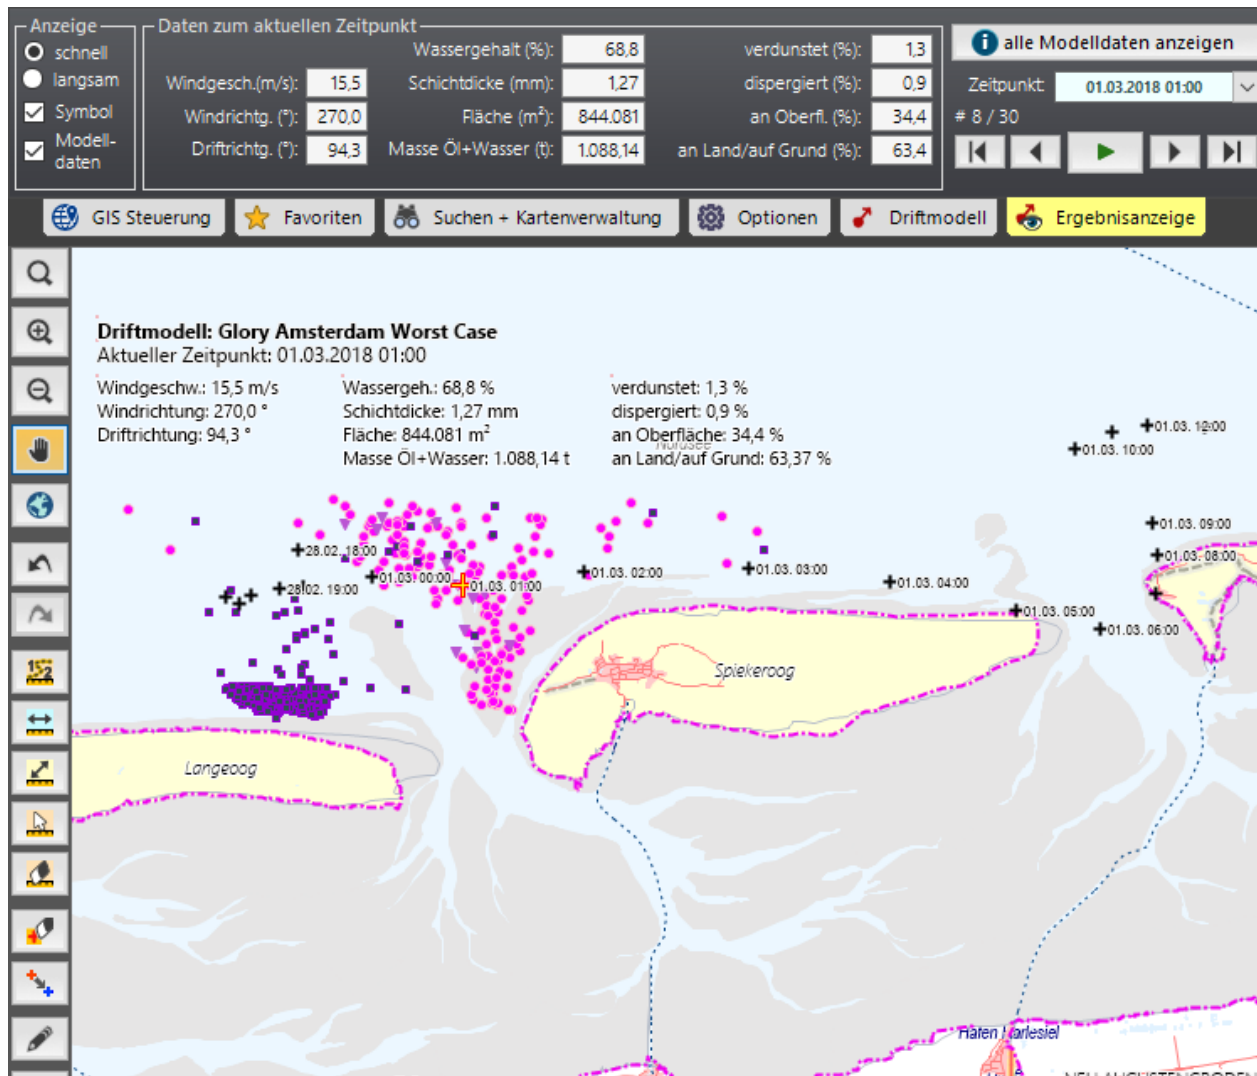 Anzeige
schnell
langsam
Symbol
Modell-
daten
Daten zum aktuellen Zeitpunkt
Wassergehalt (%): 68,8 verdunstet (%): 1,3
Windgesch.(m/s): 15,5 Schichtdicke (mm): 1,27 dispergiert (%): 0,9
Windrichtg. (°): 270,0 Fläche (m²): 844.081 an Oberfl. (%): 34,4
Driftrichtg. (°): 94,3 Masse Öl+Wasser (t): 1.088,14 an Land/auf Grund (%): 63,4
alle Modelldaten anzeigen
Zeitpunkt: 01.03.2018 01:00
# 8 / 30
GIS Steuerung Favoriten Suchen + Kartenverwaltung Optionen Driftmodell Ergebnisanzeige
Driftmodell: Glory Amsterdam Worst Case
Aktueller Zeitpunkt: 01.03.2018 01:00
Windgeschw.: 15,5 m/s Wassergeh.: 68,8 % verdunstet: 1,3 %
Windrichtung: 270,0 ° Schichtdicke: 1,27 mm dispergiert: 0,9 %
Driftrichtung: 94,3 ° Fläche: 844.081 m² an Oberfläche: 34,4 %
Nordsee
Masse Öl+Wasser: 1.088,14 t an Land/auf Grund: 63,37 %
01.03. 12:00
01.03. 10:00
01.03. 09:00
28.02. 18:00
01.03. 08:00
01.03. 00:00
01.03. 02:00
01.03. 03:00
01.03. 04:00
28.02. 19:00
01.03. 01:00
01.03. 05:00
01.03. 06:00
Spiekeroog
Langeoog
Hafen Harlesiel
NEU AUGUSTENGRODEN